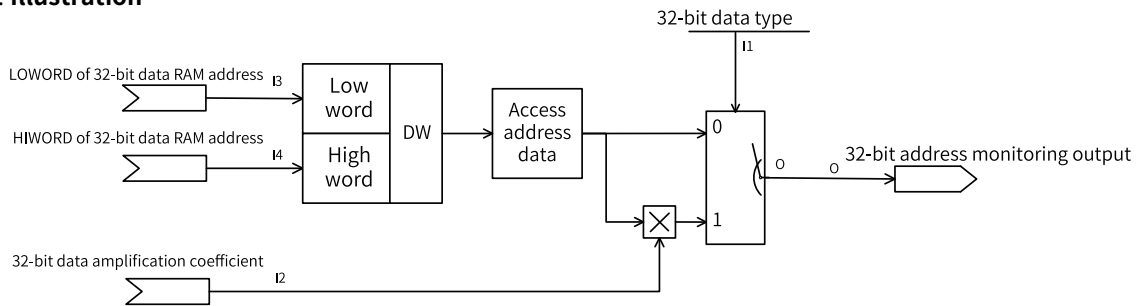 32-bit data type
I1
LOWORD of 32-bit data RAM address
I3
Low
word
DW
Access
address
data
0
HIWORD of 32-bit data RAM address
I4
High
word
32-bit address monitoring output
O
O
1
32-bit data amplification coefficient
I2